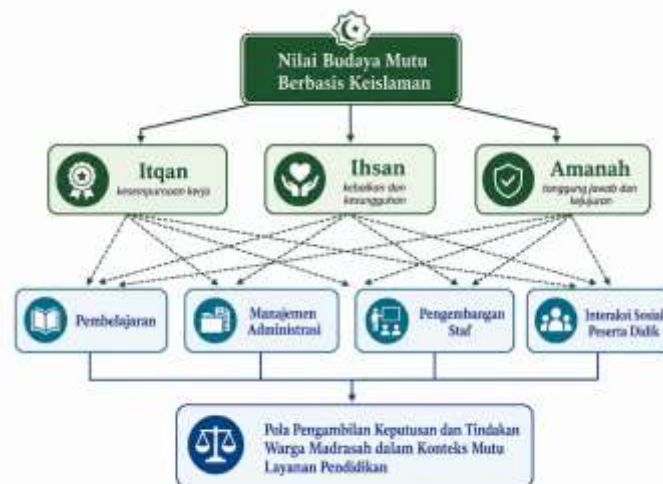 Nilai Budaya Mutu
Berbasis Keislaman
Itqan
kesempurnaan kerja
Ihsan
kebaikan dan
kesungguhan
Amanah
tanggung jawab dan
kejujuran
Pembelajaran
Manajemen
Administrasi
Pengembangan
Staf
Interaksi Sosial
Peserta Didik
Pola Pengambilan Keputusan dan Tindakan
Warga Madrasah dalam Konteks Mutu
Layanan Pendidikan